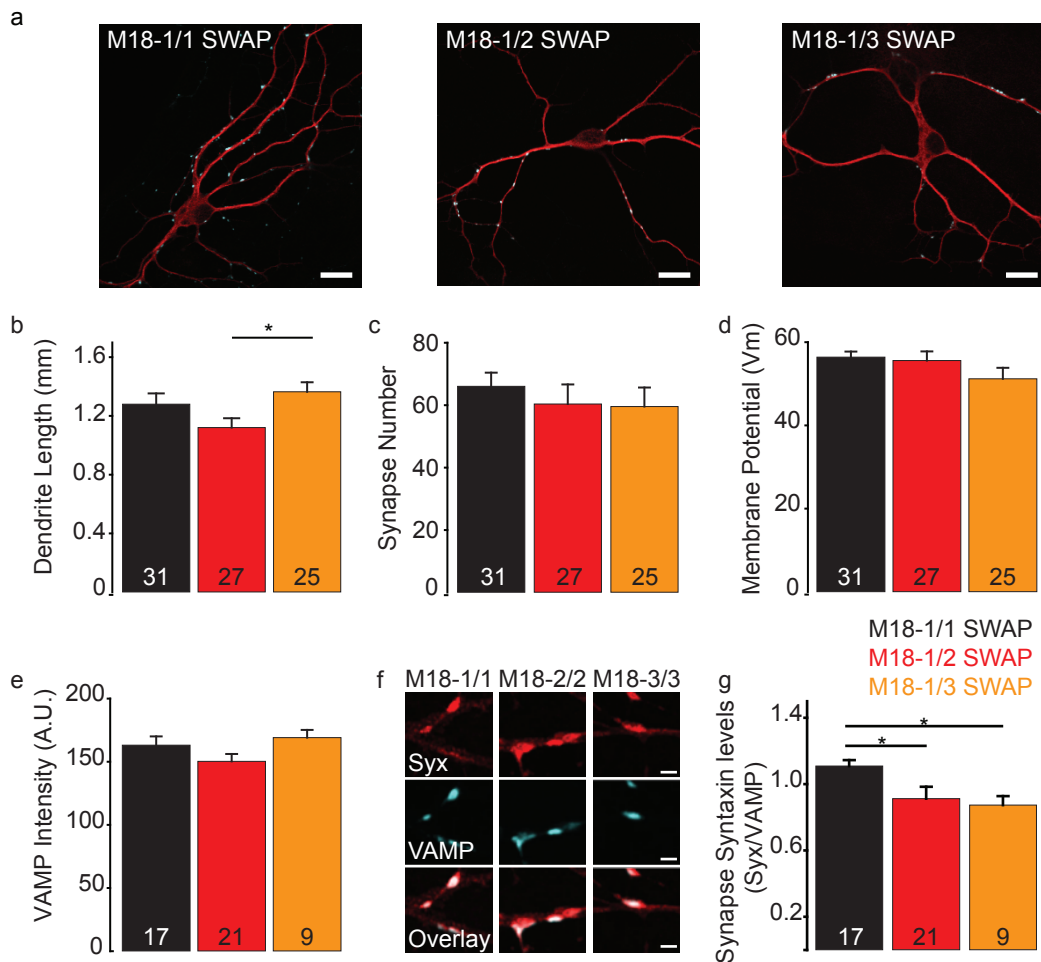 a
M18-1/1 SWAP
M18-1/2 SWAP
M18-1/3 SWAP
b
Dendrite Length (mm)
1.6
1.2
0.8
0.4
0
*
31
27
25
c
Synapse Number
80
60
40
20
0
31
27
25
d
Membrane Potential (Vm)
60
40
20
0
31
27
25
M18-1/1 SWAP
M18-1/2 SWAP
M18-1/3 SWAP
e
VAMP Intensity (A.U.)
200
150
100
50
0
17
21
9
f
M18-1/1 M18-2/2 M18-3/3
Syx
VAMP
Overlay
g
Synapse Syntaxin levels
(Syx/VAMP)
1.4
1.0
0.6
0.2
*
*
17
21
9